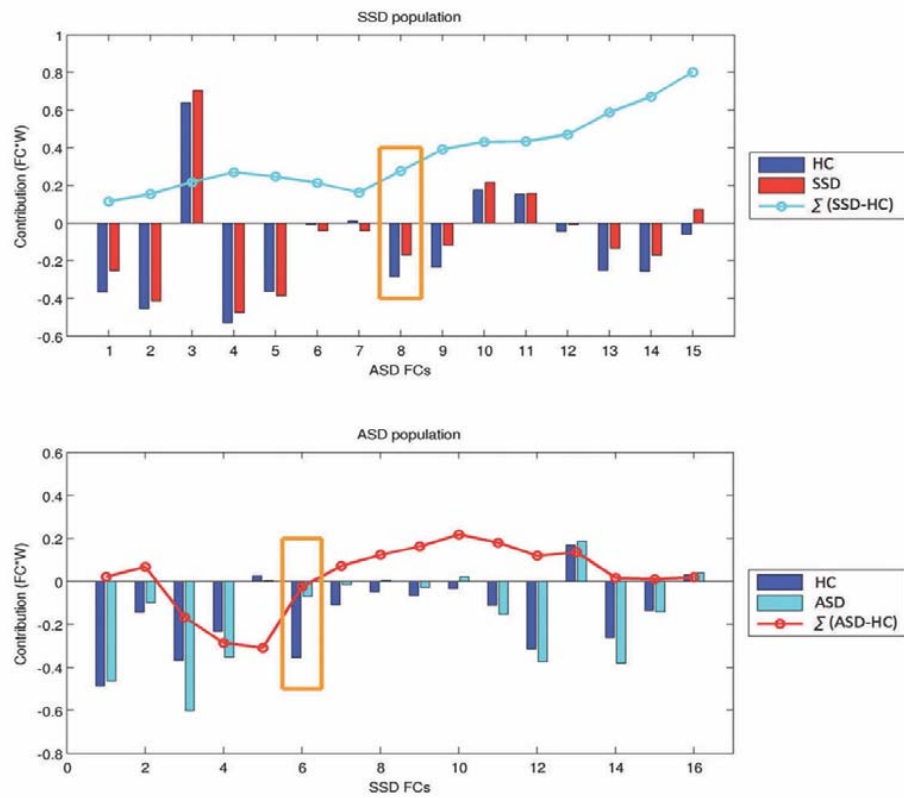 SSD population
1
0.8
0.6
0.4
0.2
0
-0.2
-0.4
-0.6
Contribution (FC*W)
1 2 3 4 5 6 7 8 9 10 11 12 13 14 15
ASD FCs
HC
SSD
Σ (SSD-HC)
ASD population
0.6
0.4
0.2
0
-0.2
-0.4
-0.6
-0.8
Contribution (FC*W)
0 2 4 6 8 10 12 14 16
SSD FCs
HC
ASD
Σ (ASD-HC)